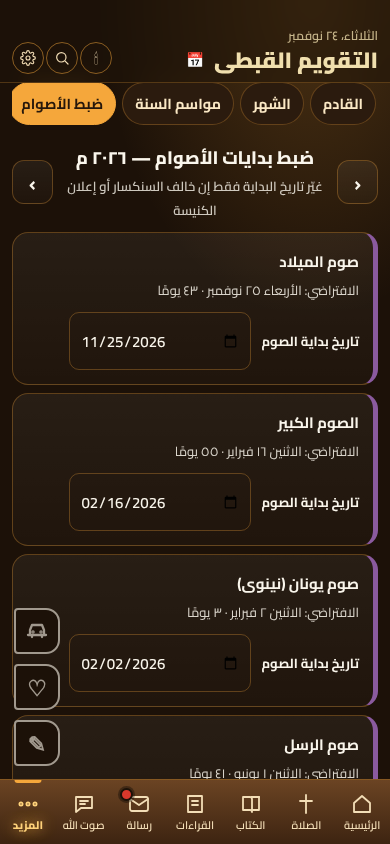 الثلاثاء، ٢٤ نوفمبر
التقويم القبطى
القادم
الشهر
مواسم السنة
ضبط الأصوام
ضبط بدايات الأصوام — ٢٠٢٦ م
غيّر تاريخ البداية فقط إن خالف السنكسار أو إعلان
الكنيسة
صوم الميلاد
الافتراضي: الأربعاء ٢٥ نوفمبر · ٤٣ يومًا
تاريخ بداية الصوم
11/25/2026
الصوم الكبير
الافتراضي: الاثنين ١٦ فبراير · ٥٥ يومًا
تاريخ بداية الصوم
02/16/2026
صوم يونان (نينوى)
الافتراضي: الاثنين ٢ فبراير · ٣ يومًا
تاريخ بداية الصوم
02/02/2026
صوم الرسل
الافتراضي: الاثنين ١ يونيو · ٤١ يومًا
الرئيسية
الصلاة
الكتاب
القراءات
رسالة
صوت الله
المزيد